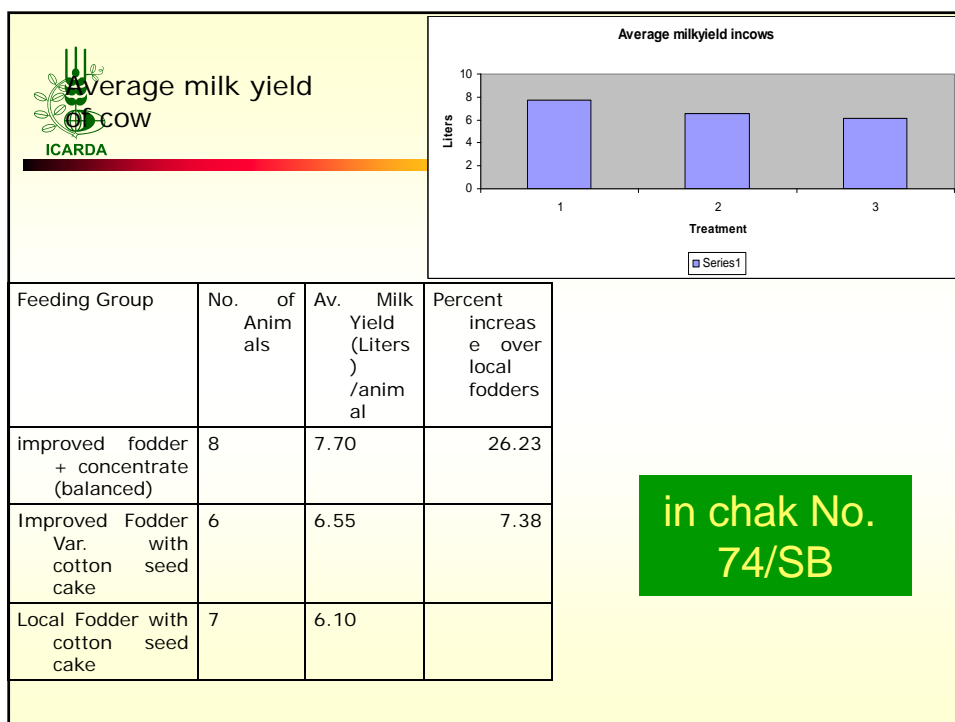 Average milk yield
of cow
ICARDA
Average milkyield incows
10
8
6
4
2
0
Liters
1 2 3
Treatment
Series1
Feeding Group
No. of
Anim
als
Av. Milk
Yield
(Liters
)
/anim
al
Percent
increas
e over
local
fodders
improved fodder
+ concentrate
(balanced)
8
7.70
26.23
Improved Fodder
Var. with
cotton seed
cake
6
6.55
7.38
Local Fodder with
cotton seed
cake
7
6.10
in chak No.
74/SB